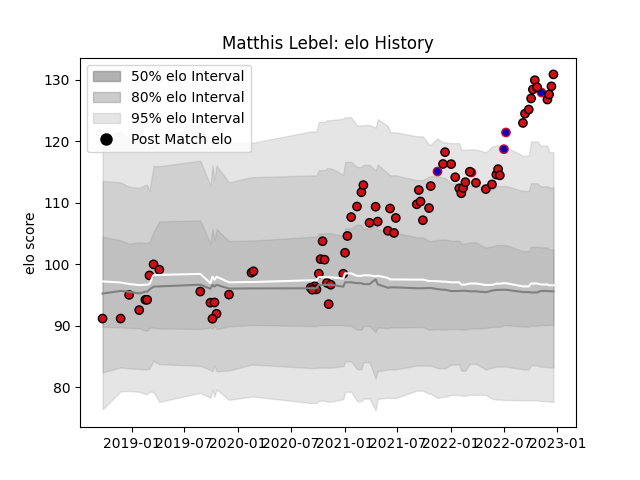 Matthis Lebel: elo History
50% elo Interval
80% elo Interval
95% elo Interval
Post Match elo
elo score
130
120
110
100
90
80
2019-01
2019-07
2020-01
2020-07
2021-01
2021-07
2022-01
2022-07
2023-01